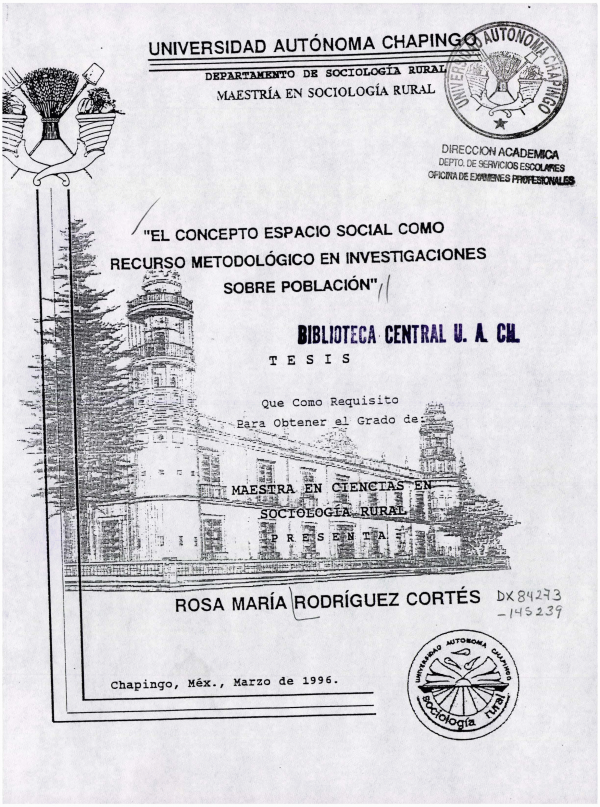 UNIVERSIDAD AUTÓNOMA CHAPINGO
DEPARTAMENTO DE SOCIOLOGÍA RURAL
MAESTRÍA EN SOCIOLOGÍA RURAL
UNIVERSIDAD AUTONOMA CHAPINGO
DIRECCION ACADEMICA
DEPTO. DE SERVICIOS ESCOLARES
OFICINA DE EXAMENES PROFESIONALES
"EL CONCEPTO ESPACIO SOCIAL COMO
RECURSO METODOLÓGICO EN INVESTIGACIONES
SOBRE POBLACIÓN"
BIBLIOTECA CENTRAL U. A. CH.
T E S I S
Que Como Requisito
Para Obtener el Grado de:
MAESTRA EN CIENCIAS EN
SOCIOLOGÍA RURAL
P R E S E N T A
ROSA MARÍA RODRÍGUEZ CORTÉS
DX84273
-145239
UNIVERSIDAD AUTONOMA CHAPINGO
sociología rural
Chapingo, Méx., Marzo de 1996.